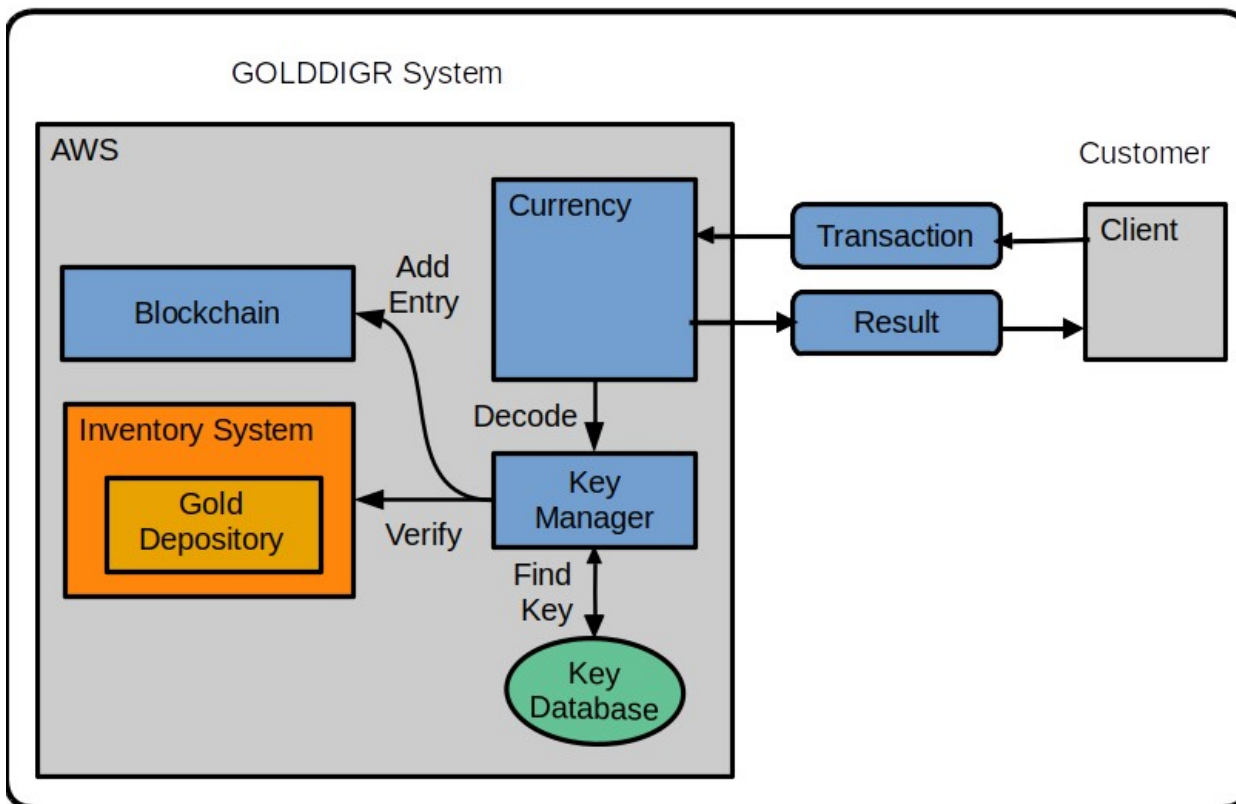 GOLDDIGR System
AWS
Customer
Currency
Transaction
Client
Add
Entry
Blockchain
Result
Decode
Inventory System
Gold
Depository
Verify
Key
Manager
Find
Key
Key
Database